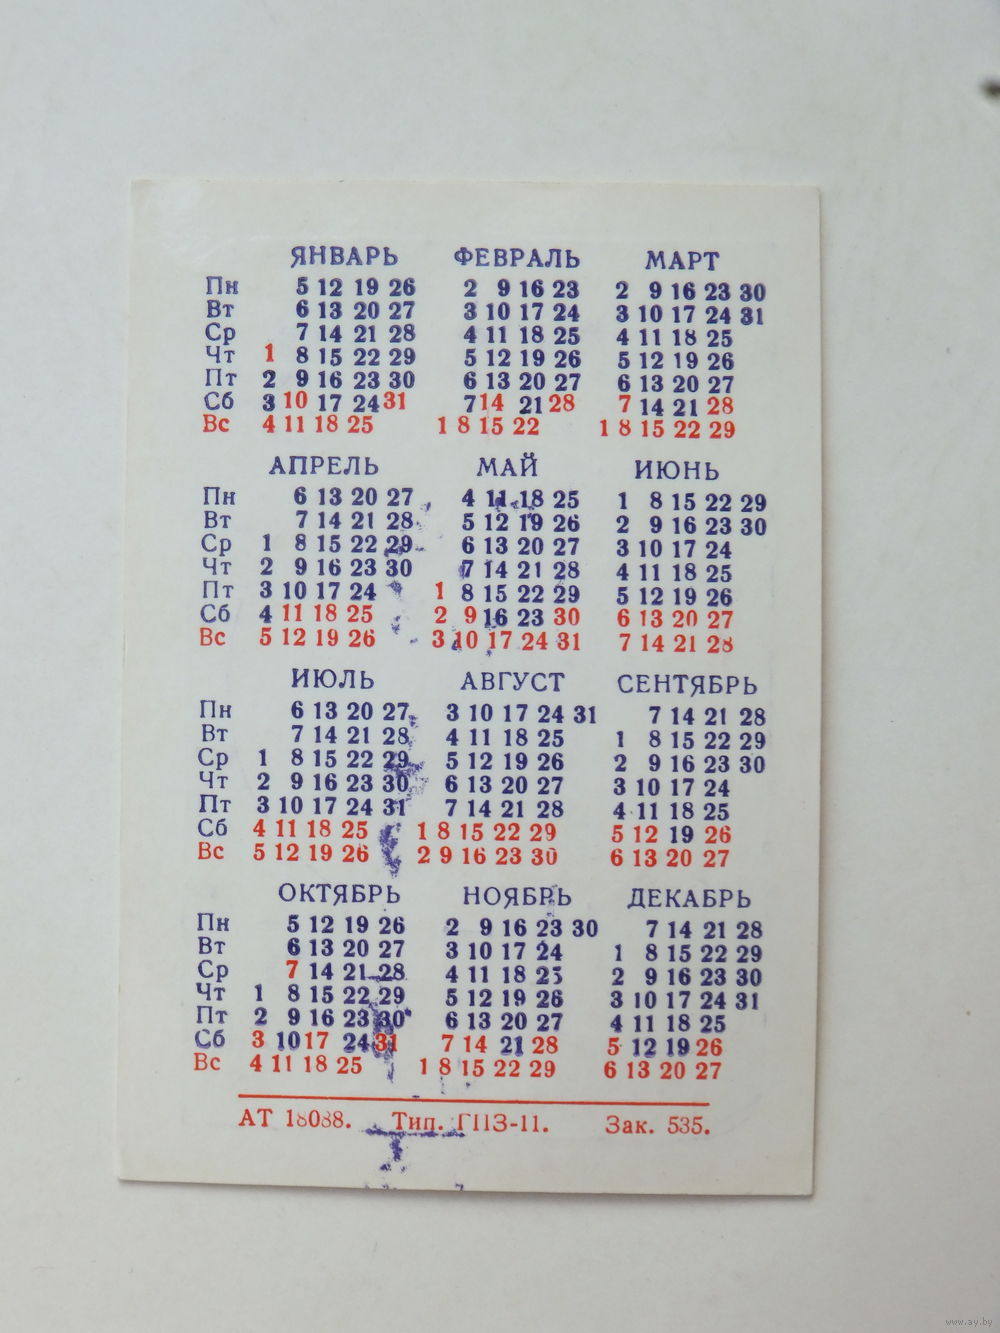 ЯНВАРЬ ФЕВРАЛЬ МАРТ
Пн 5 12 19 26 2 9 16 23 2 9 16 23 30
Вт 6 13 20 27 3 10 17 24 3 10 17 24 31
Ср 7 14 21 28 4 11 18 25 4 11 18 25
Чт 1 8 15 22 29 5 12 19 26 5 12 19 26
Пт 2 9 16 23 30 6 13 20 27 6 13 20 27
Сб 3 10 17 24 31 7 14 21 28 7 14 21 28
Вс 4 11 18 25 1 8 15 22 1 8 15 22 29
АПРЕЛЬ МАЙ ИЮНЬ
Пн 6 13 20 27 4 11 18 25 1 8 15 22 29
Вт 7 14 21 28 5 12 19 26 2 9 16 23 30
Ср 1 8 15 22 29 6 13 20 27 3 10 17 24
Чт 2 9 16 23 30 7 14 21 28 4 11 18 25
Пт 3 10 17 24 1 8 15 22 29 5 12 19 26
Сб 4 11 18 25 2 9 16 23 30 6 13 20 27
Вс 5 12 19 26 3 10 17 24 31 7 14 21 28
ИЮЛЬ АВГУСТ СЕНТЯБРЬ
Пн 6 13 20 27 3 10 17 24 31 7 14 21 28
Вт 7 14 21 28 4 11 18 25 1 8 15 22 29
Ср 1 8 15 22 29 5 12 19 26 2 9 16 23 30
Чт 2 9 16 23 30 6 13 20 27 3 10 17 24
Пт 3 10 17 24 31 7 14 21 28 4 11 18 25
Сб 4 11 18 25 1 8 15 22 29 5 12 19 26
Вс 5 12 19 26 2 9 16 23 30 6 13 20 27
ОКТЯБРЬ НОЯБРЬ ДЕКАБРЬ
Пн 5 12 19 26 2 9 16 23 30 7 14 21 28
Вт 6 13 20 27 3 10 17 24 1 8 15 22 29
Ср 7 14 21 28 4 11 18 25 2 9 16 23 30
Чт 1 8 15 22 29 5 12 19 26 3 10 17 24 31
Пт 2 9 16 23 30 6 13 20 27 4 11 18 25
Сб 3 10 17 24 31 7 14 21 28 5 12 19 26
Вс 4 11 18 25 1 8 15 22 29 6 13 20 27
АТ 18088. Тип. ГПЗ-11. Зак. 535.
www.ay.by